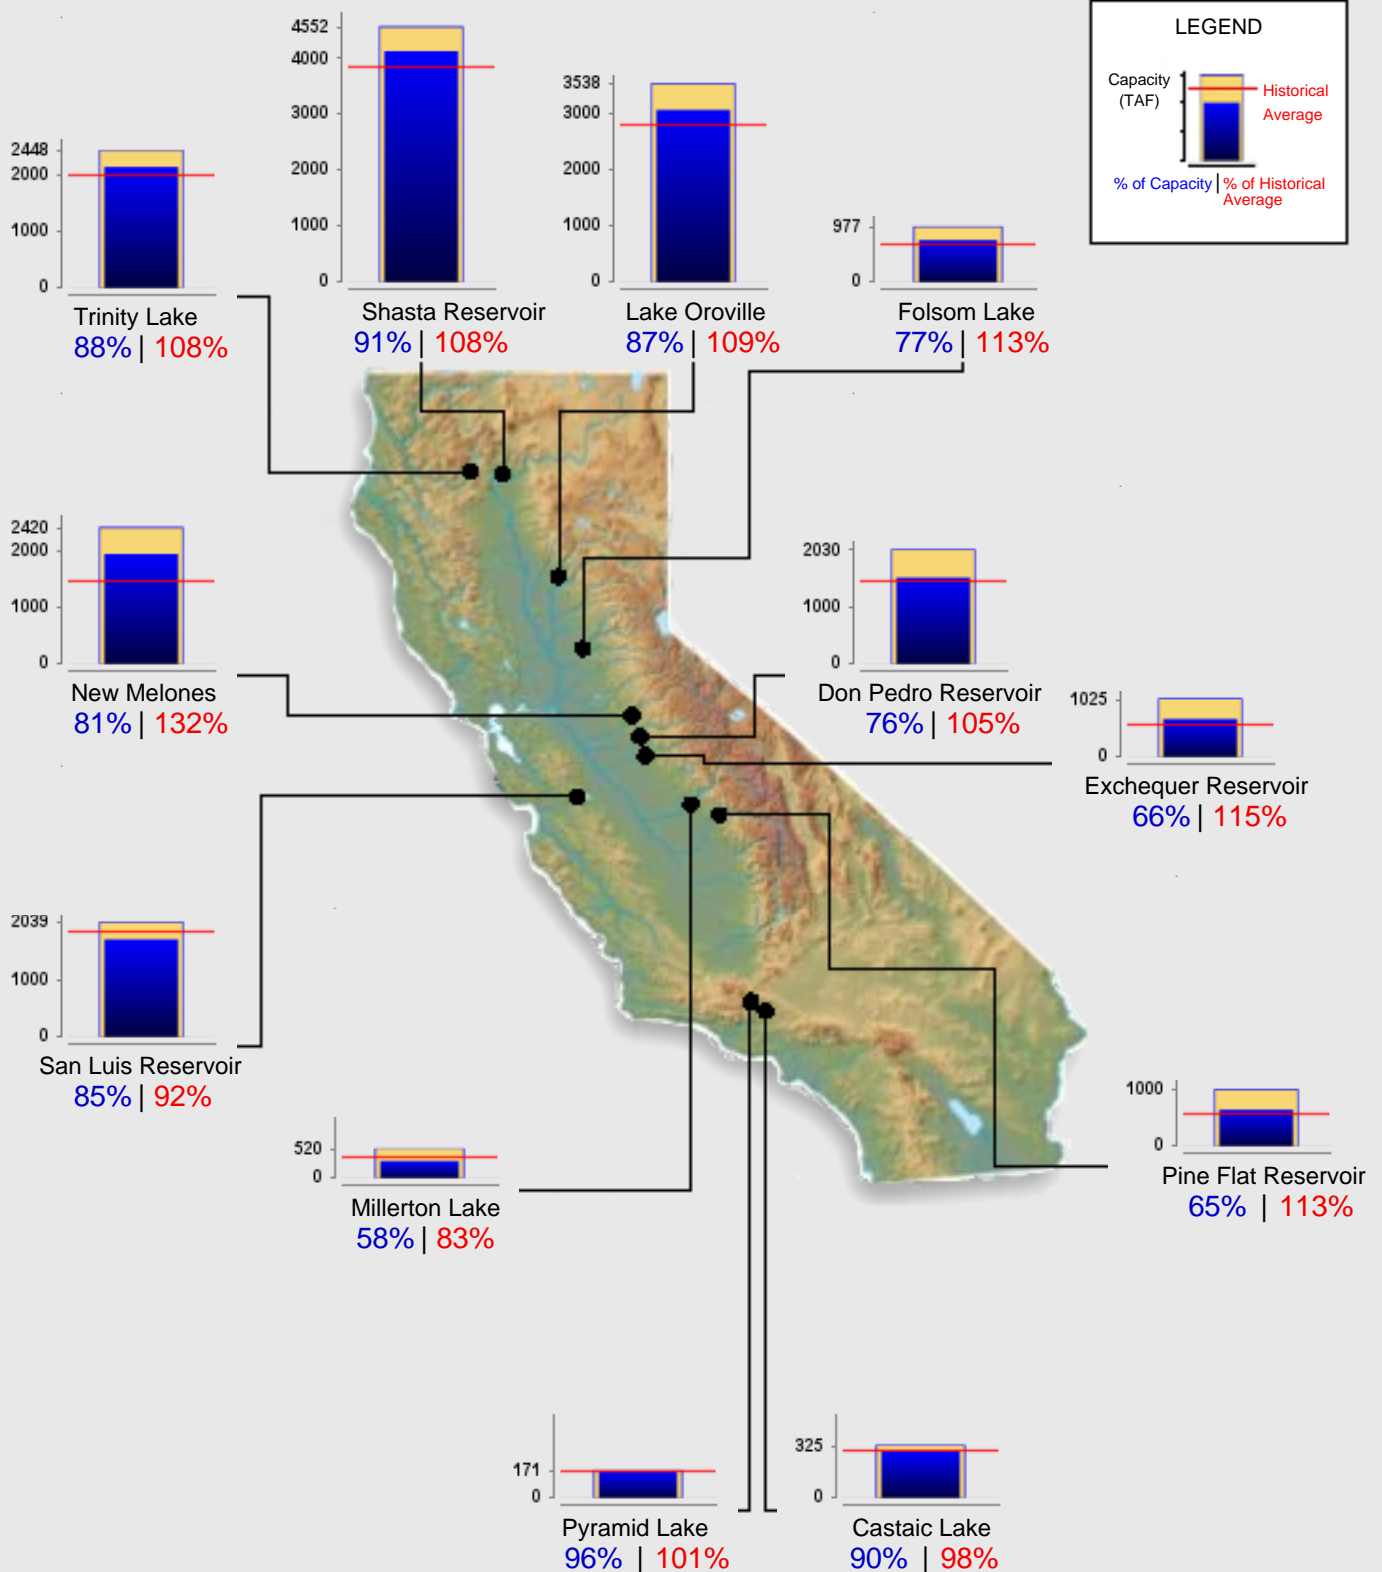 LEGEND
Capacity
(TAF)
Historical
Average
% of Capacity | % of Historical
Average
4552
4000
3000
2000
1000
0
Shasta Reservoir
91% | 108%
3538
3000
2000
1000
0
Lake Oroville
87% | 109%
2448
2000
1000
0
Trinity Lake
88% | 108%
977
0
Folsom Lake
77% | 113%
2420
2000
1000
0
New Melones
81% | 132%
2030
1000
0
Don Pedro Reservoir
76% | 105%
1025
0
Exchequer Reservoir
66% | 115%
2039
1000
0
San Luis Reservoir
85% | 92%
520
0
Millerton Lake
58% | 83%
1000
0
Pine Flat Reservoir
65% | 113%
171
0
Pyramid Lake
96% | 101%
325
0
Castaic Lake
90% | 98%